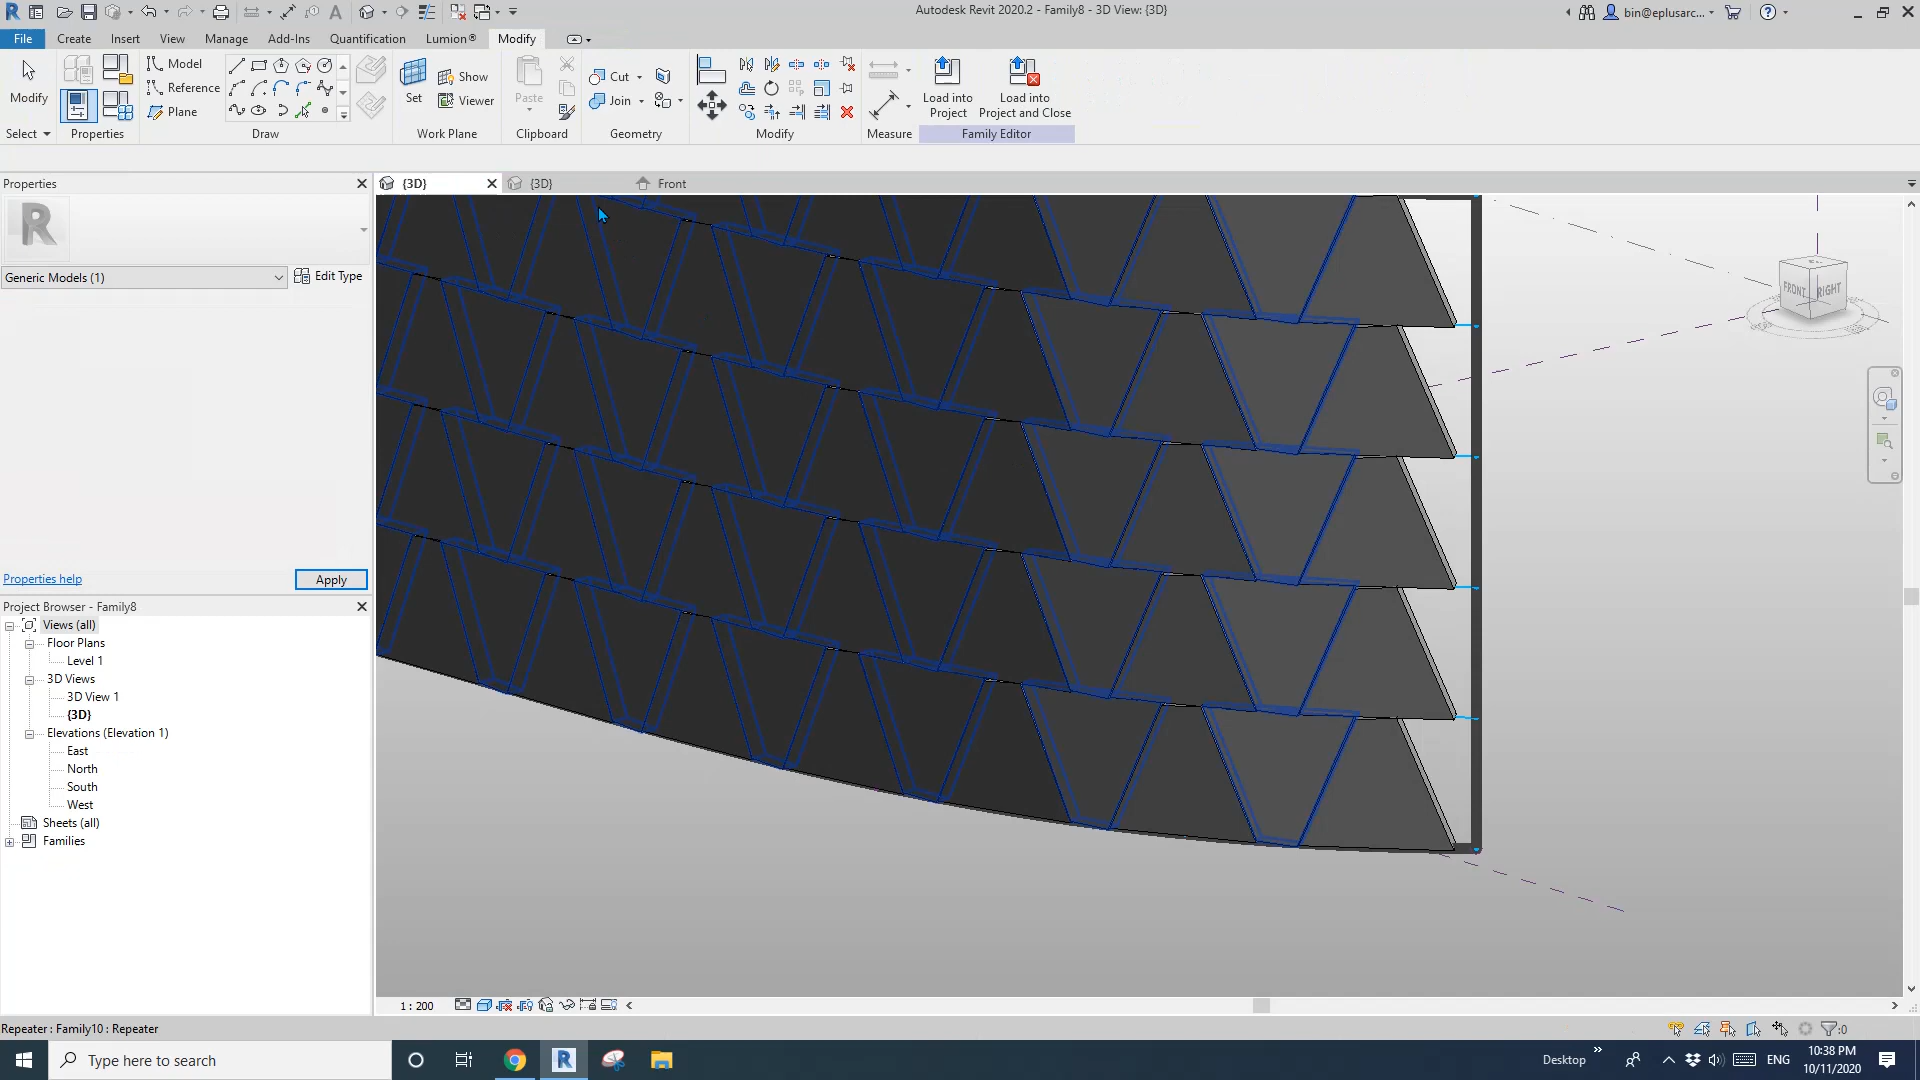 Autodesk Revit 2020.2 - Family8 - 3D View: {3D}
bin@eplusarc...
File Create Insert View Manage Add-Ins Quantification Lumion® Modify
Modify
Select
Properties
Model
Reference
Plane
Draw
Set
Show
Viewer
Work Plane
Paste
Clipboard
Cut
Join
Geometry
Modify
Measure
Load into
Project
Load into
Project and Close
Family Editor
Properties
{3D}
{3D}
Front
R
Generic Models (1)
Edit Type
FRONT
RIGHT
Properties help
Apply
Project Browser - Family8
Views (all)
Floor Plans
Level 1
3D Views
3D View 1
{3D}
Elevations (Elevation 1)
East
North
South
West
Sheets (all)
Families
1 : 200
Repeater : Family10 : Repeater
:0
Type here to search
Desktop
ENG
10:38 PM
10/11/2020